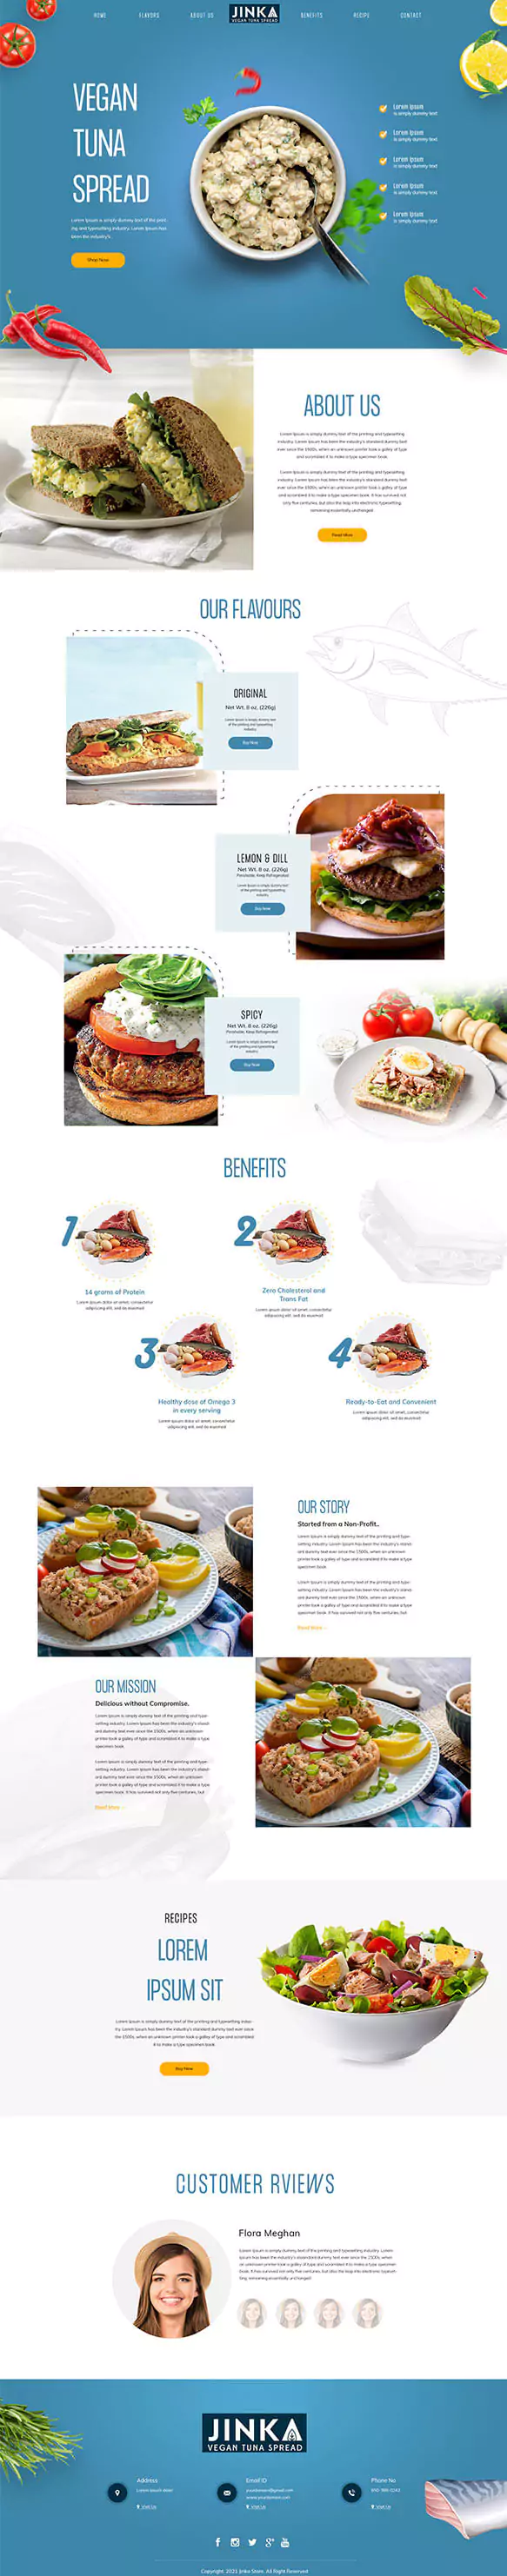 HOME
FLAVORS
ABOUT US
JINKA
VEGAN TUNA SPREAD
BENEFITS
RECIPE
CONTACT
VEGAN
TUNA
SPREAD
Lorem Ipsum is simply dummy text of the print-
ing and typesetting industry. Lorem Ipsum has
been the industry's
Shop Now
Lorem Ipsum
is simply dummy text
Lorem Ipsum
is simply dummy text
Lorem Ipsum
is simply dummy text
Lorem Ipsum
is simply dummy text
Lorem Ipsum
is simply dummy text
ABOUT US
Lorem Ipsum is simply dummy text of the printing and typesetting
industry. Lorem Ipsum has been the industry's standard dummy text
ever since the 1500s, when an unknown printer took a galley of type
and scrambled it to make a type specimen book.
Lorem Ipsum is simply dummy text of the printing and typesetting
industry. Lorem Ipsum has been the industry's standard dummy text
ever since the 1500s, when an unknown printer took a galley of type
and scrambled it to make a type specimen book. It has survived not
only five centuries, but also the leap into electronic typesetting,
remaining essentially unchanged.
Read More
OUR FLAVOURS
ORIGINAL
Net Wt. 8 oz. (226g)
Lorem Ipsum is simply dummy text
of the printing and typesetting
industry.
Buy Now
LEMON & DILL
Net Wt. 8 oz. (226g)
Perishable, Keep Refrigerated
Lorem Ipsum is simply dummy text
of the printing and typesetting
industry.
Buy Now
SPICY
Net Wt. 8 oz. (226g)
Perishable, Keep Refrigerated
Lorem Ipsum is simply dummy text
of the printing and typesetting
industry.
Buy Now
BENEFITS
1
14 grams of Protein
Lorem ipsum dolor sit amet, consectetur
adipiscing elit, sed do eiusmod
2
Zero Cholesterol and
Trans Fat
Lorem ipsum dolor sit amet, consectetur
adipiscing elit, sed do eiusmod
3
Healthy dose of Omega 3
in every serving
Lorem ipsum dolor sit amet, consectetur
adipiscing elit, sed do eiusmod
4
Ready-to-Eat and Convenient
Lorem ipsum dolor sit amet, consectetur
adipiscing elit, sed do eiusmod
OUR STORY
Started from a Non-Profit..
Lorem Ipsum is simply dummy text of the printing and type-
setting industry. Lorem Ipsum has been the industry's stand-
ard dummy text ever since the 1500s, when an unknown
printer took a galley of type and scrambled it to make a type
specimen book.
Lorem Ipsum is simply dummy text of the printing and type-
setting industry. Lorem Ipsum has been the industry's stand-
ard dummy text ever since the 1500s, when an unknown
printer took a galley of type and scrambled it to make a type
specimen book. It has survived not only five centuries, but
Read More
OUR MISSION
Delicious without Compromise.
Lorem Ipsum is simply dummy text of the printing and type-
setting industry. Lorem Ipsum has been the industry's stand-
ard dummy text ever since the 1500s, when an unknown
printer took a galley of type and scrambled it to make a type
specimen book.
Lorem Ipsum is simply dummy text of the printing and type-
setting industry. Lorem Ipsum has been the industry's stand-
ard dummy text ever since the 1500s, when an unknown
printer took a galley of type and scrambled it to make a type
specimen book. It has survived not only five centuries, but
Read More
RECIPES
LOREM
IPSUM SIT
Lorem Ipsum is simply dummy text of the printing and typesetting indus-
try. Lorem Ipsum has been the industry's standard dummy text ever since
the 1500s, when an unknown printer took a galley of type and scrambled
it to make a type specimen book.
Buy Now
CUSTOMER RVIEWS
Flora Meghan
Lorem Ipsum is simply dummy text of the printing and typesetting industry. Lorem
Ipsum has been the industry's standard dummy text ever since the 1500s, when
an unknown printer took a galley of type and scrambled it to make a type specimen
book. It has survived not only five centuries, but also the leap into electronic typeset-
ting, remaining essentially unchanged.
JINKA
VEGAN TUNA SPREAD
Address
Lorem ipsum dolor
Visit Us
Email ID
Visit Us
Phone No
Visit Us
Copyright 2021 Jinka Store. All Right Reserved